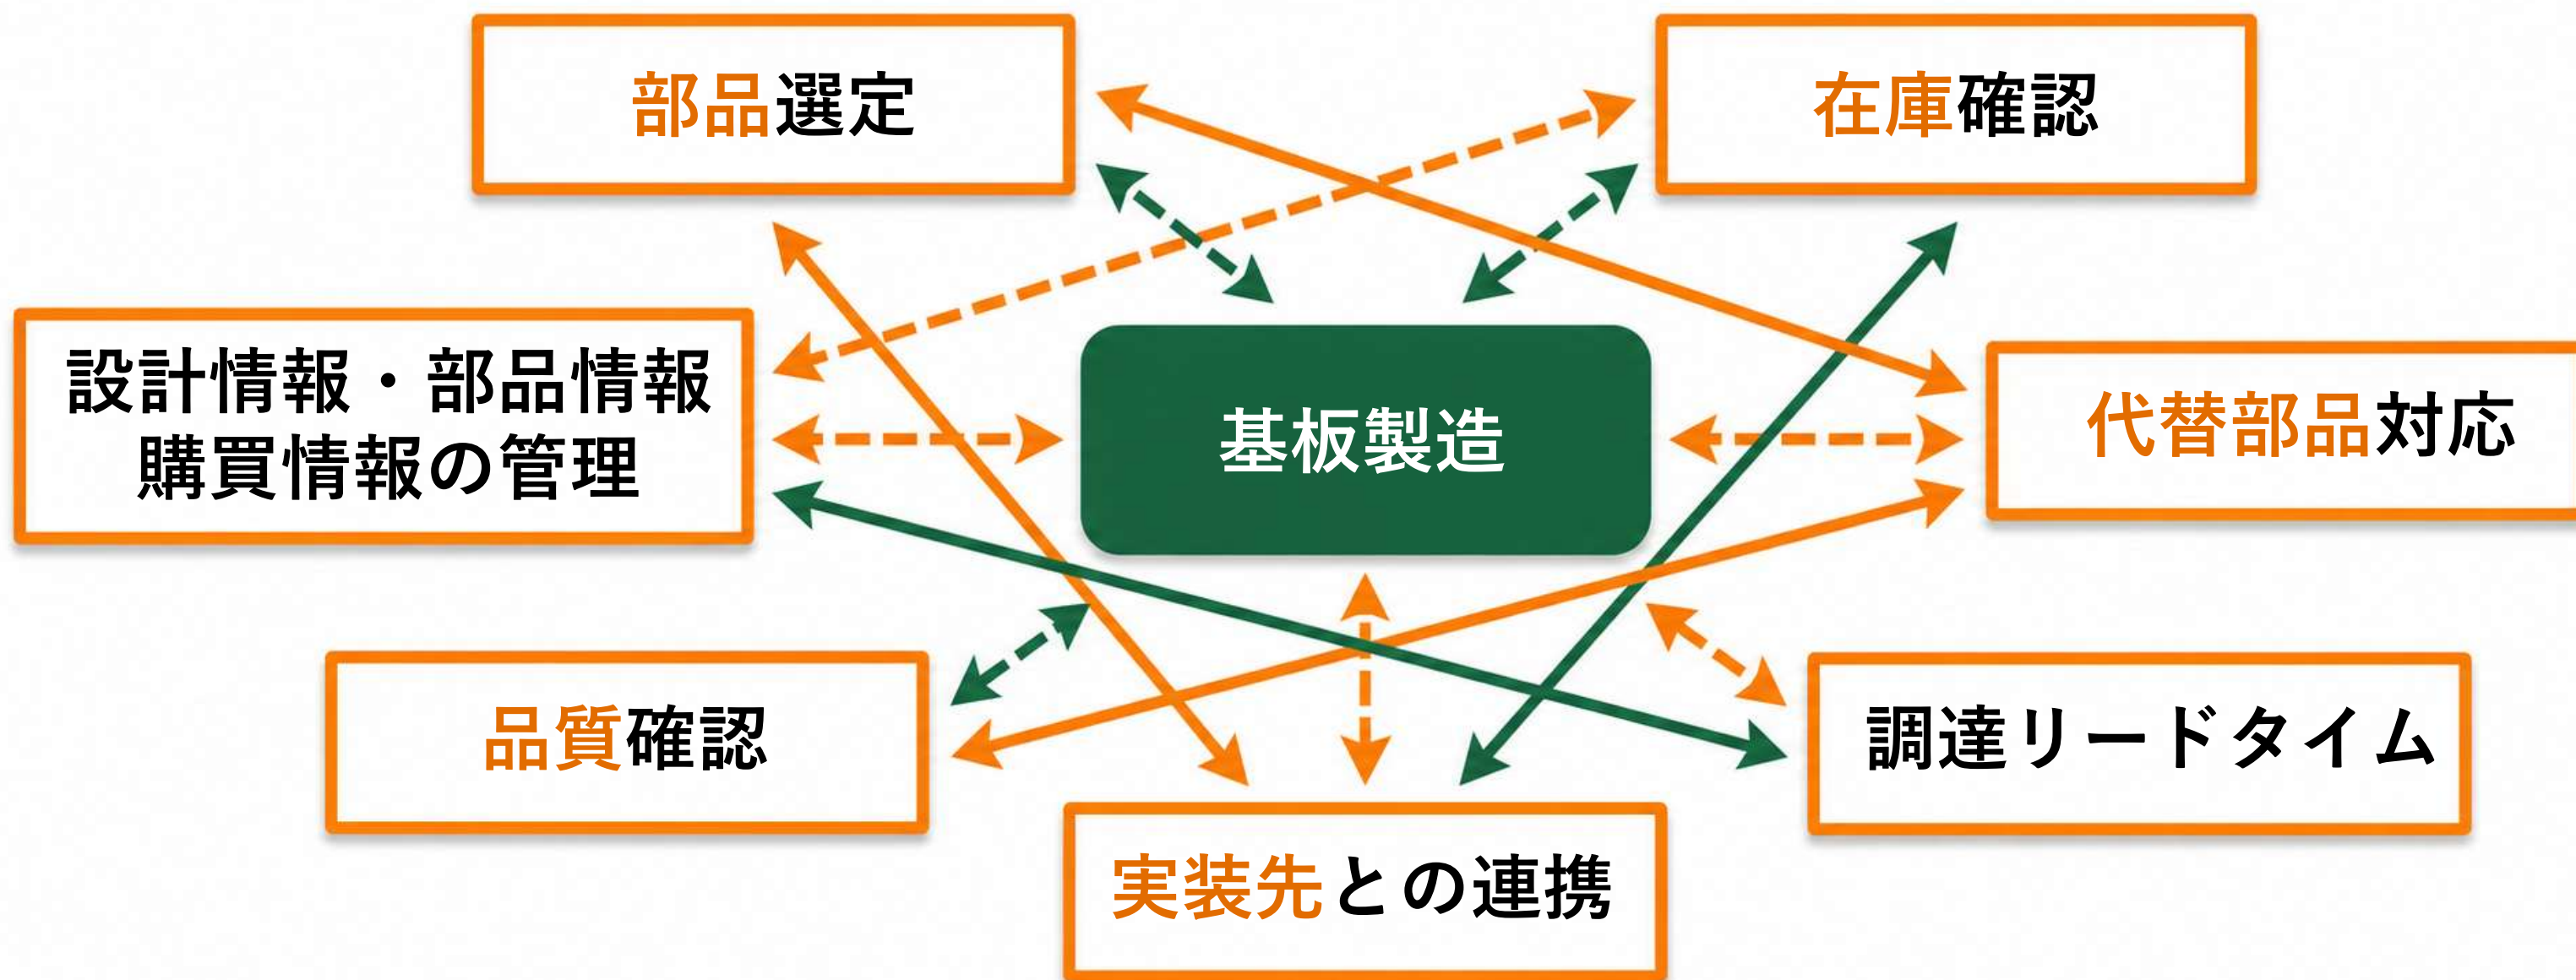 部品選定
在庫確認
設計情報・部品情報
購買情報の管理
基板製造
代替部品対応
品質確認
調達リードタイム
実装先との連携